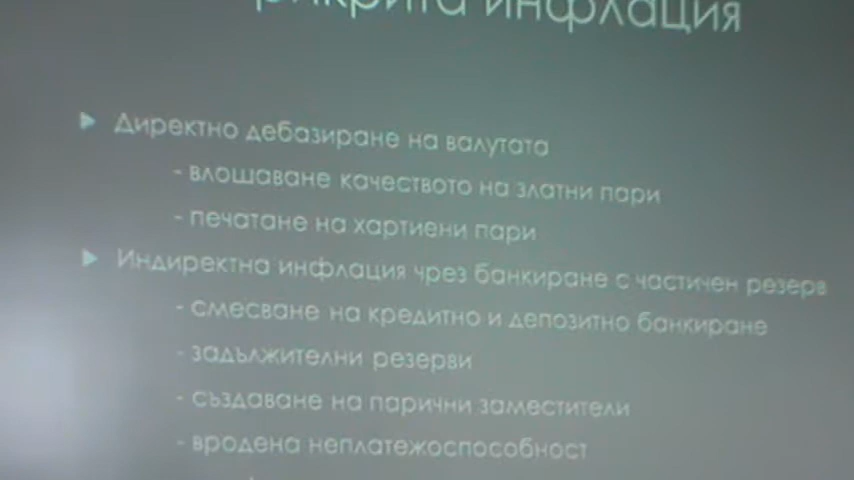 инфлация
Директно дебазиране на валутата
- влошаване качеството на златни пари
- печатане на хартиени пари
Индиректна инфлация чрез банкиране с частичен резерв
- смесване на кредитно и депозитно банкиране
- задължителни резерви
- създаване на парични заместители
- вродена неплатежоспособност